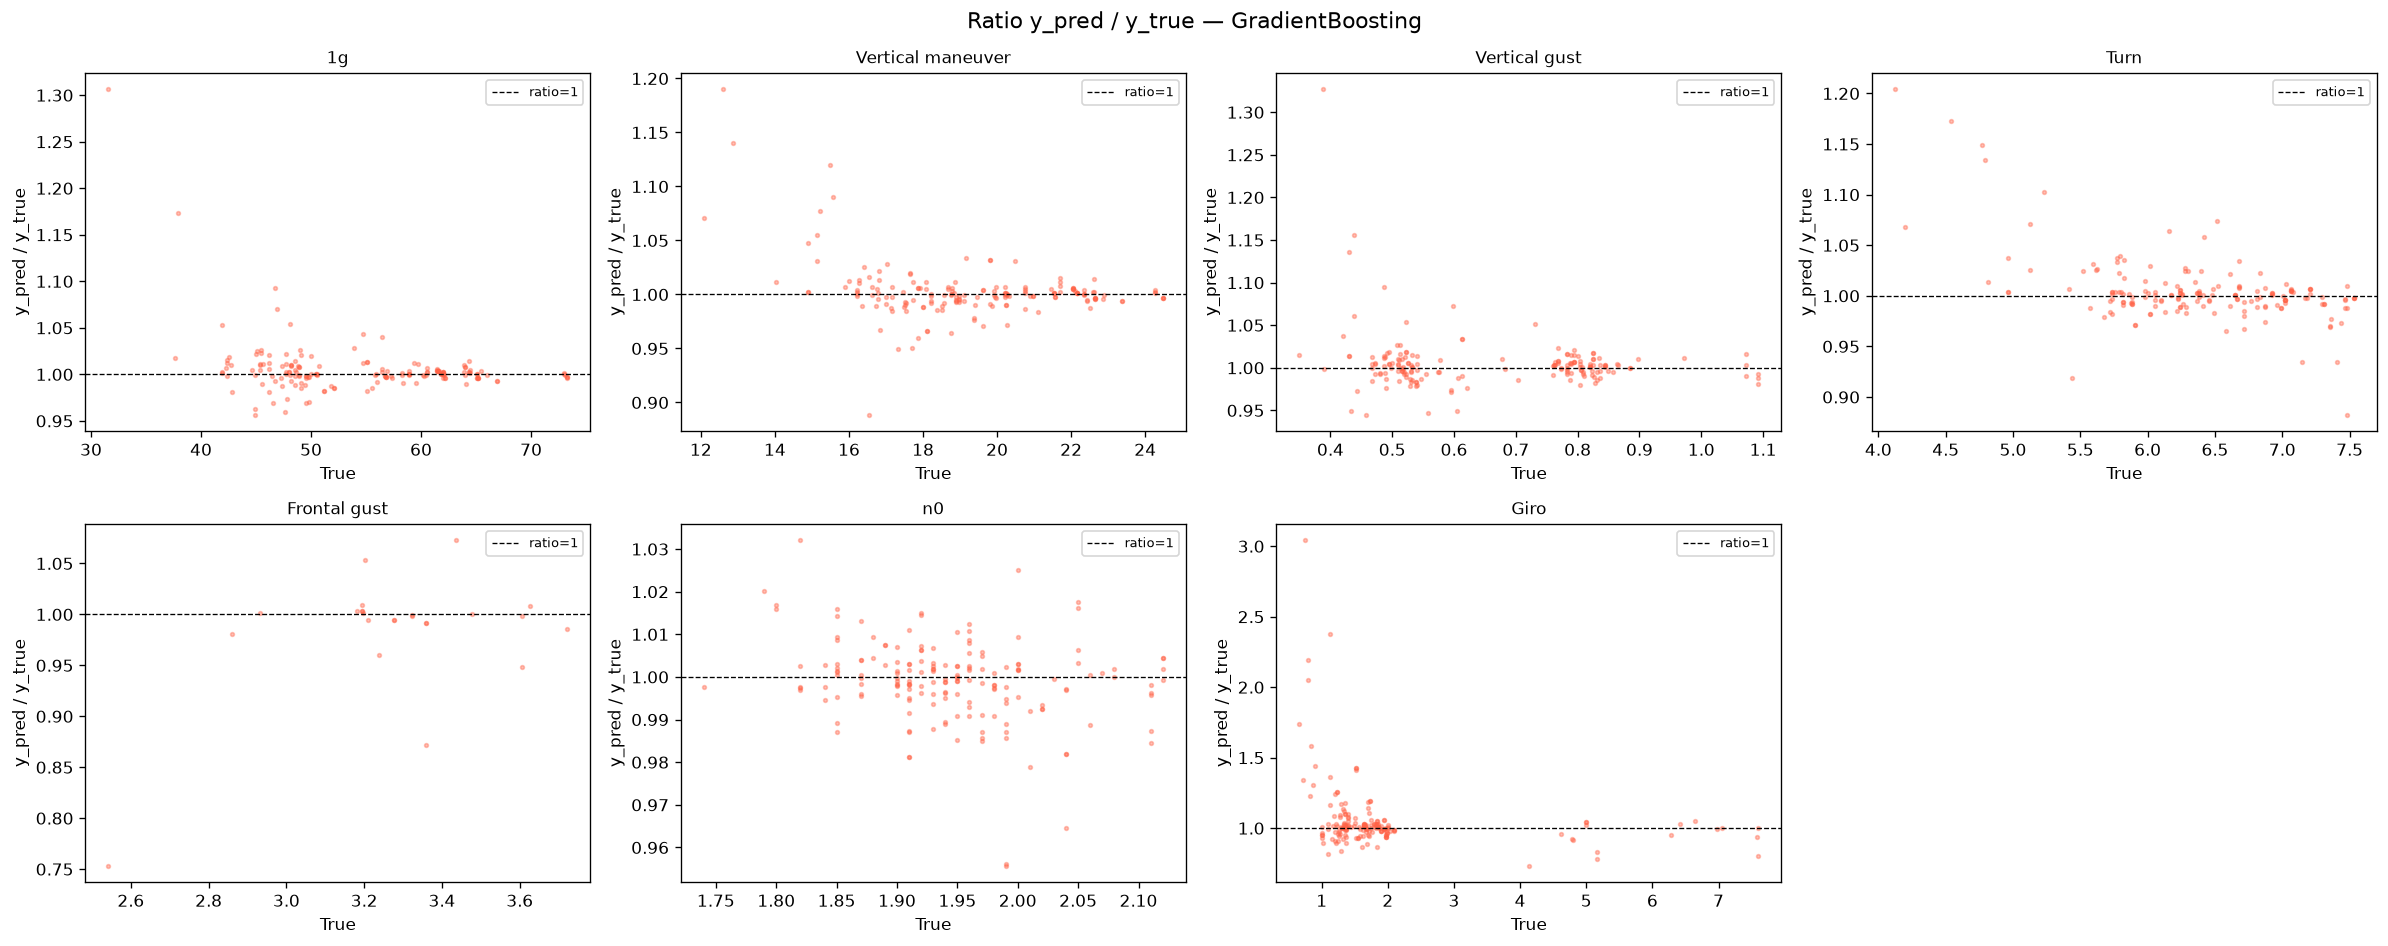 Ratio y_pred / y_true — GradientBoosting
1g
y_pred / y_true
1.30
1.25
1.20
1.15
1.10
1.05
1.00
0.95
ratio=1
30 40 50 60 70
True
Vertical maneuver
y_pred / y_true
1.20
1.15
1.10
1.05
1.00
0.95
0.90
ratio=1
12 14 16 18 20 22 24
True
Vertical gust
y_pred / y_true
1.30
1.25
1.20
1.15
1.10
1.05
1.00
0.95
ratio=1
0.4 0.5 0.6 0.7 0.8 0.9 1.0 1.1
True
Turn
y_pred / y_true
1.20
1.15
1.10
1.05
1.00
0.95
0.90
ratio=1
4.0 4.5 5.0 5.5 6.0 6.5 7.0 7.5
True
Frontal gust
y_pred / y_true
1.05
1.00
0.95
0.90
0.85
0.80
0.75
ratio=1
2.6 2.8 3.0 3.2 3.4 3.6
True
n0
y_pred / y_true
1.03
1.02
1.01
1.00
0.99
0.98
0.97
0.96
ratio=1
1.75 1.80 1.85 1.90 1.95 2.00 2.05 2.10
True
Giro
y_pred / y_true
3.0
2.5
2.0
1.5
1.0
ratio=1
1 2 3 4 5 6 7
True